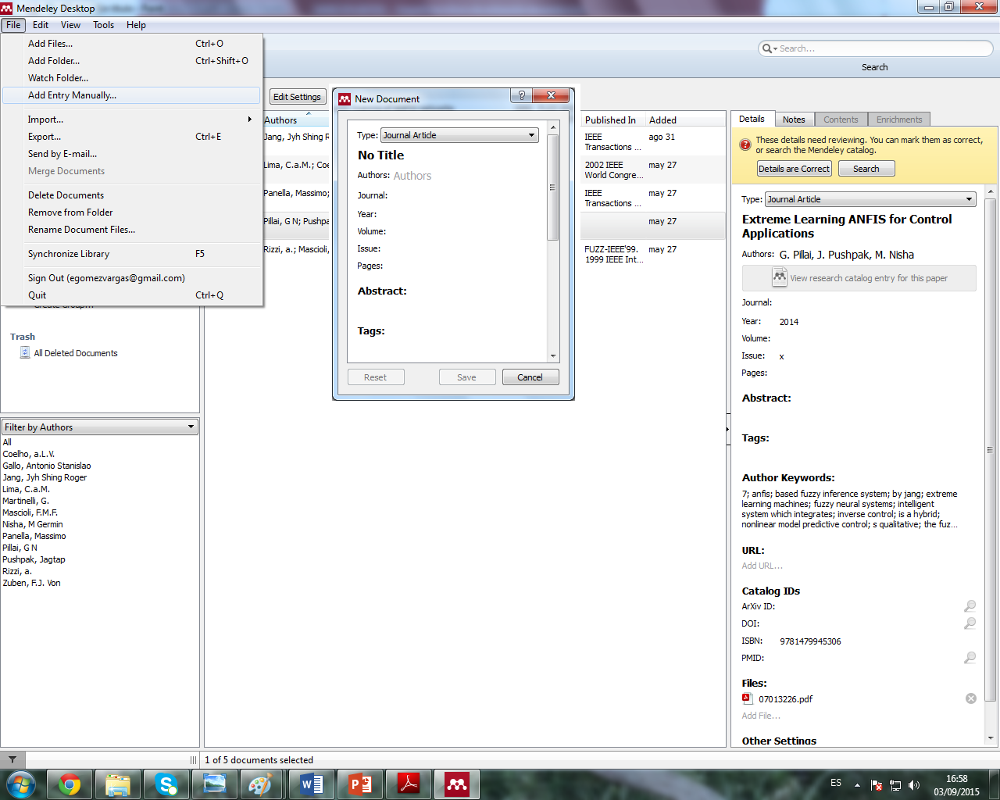 Mendeley Desktop
File Edit View Tools Help
Add Files... Ctrl+O
Add Folder... Ctrl+Shift+O
Watch Folder...
Add Entry Manually...
Import...
Export... Ctrl+E
Send by E-mail...
Merge Documents
Delete Documents
Remove from Folder
Rename Document Files...
Synchronize Library F5
Sign Out (egomezvargas@gmail.com)
Quit Ctrl+Q
Trash
All Deleted Documents
Filter by Authors
All
Coelho, a.L.V.
Gallo, Antonio Stanislao
Jang, Jyh Shing Roger
Lima, C.a.M.
Martinelli, G.
Mascioli, F.M.F.
Nisha, M Germin
Panella, Massimo
Pillai, G N
Pushpak, Jagtap
Rizzi, a.
Zuben, F.J. Von
Search...
Search
Edit Settings
Authors
Jang, Jyh Shing R
Lima, C.a.M.; Coe
Panella, Massimo;
Pillai, G N; Pushpa
Rizzi, a.; Mascioli,
New Document
Type: Journal Article
No Title
Authors: Authors
Journal:
Year:
Volume:
Issue:
Pages:
Abstract:
Tags:
Reset Save Cancel
Published In Added
IEEE Transactions ... ago 31
2002 IEEE World Congre... may 27
IEEE Transactions ... may 27
may 27
FUZZ-IEEE'99. 1999 IEEE Int... may 27
Details Notes Contents Enrichments
These details need reviewing. You can mark them as correct,
or search the Mendeley catalog.
Details are Correct Search
Type: Journal Article
Extreme Learning ANFIS for Control
Applications
Authors: G. Pillai, J. Pushpak, M. Nisha
View research catalog entry for this paper
Journal:
Year: 2014
Volume:
Issue: x
Pages:
Abstract:
Tags:
Author Keywords:
7; anfis; based fuzzy inference system; by jang; extreme
learning machines; fuzzy neural systems; intelligent
system which integrates; inverse control; is a hybrid;
nonlinear model predictive control; s qualitative; the fuz...
URL:
Add URL...
Catalog IDs
ArXiv ID:
DOI:
ISBN: 9781479945306
PMID:
Files:
07013226.pdf
Add File...
Other Settings
1 of 5 documents selected
ES
16:58
03/09/2015